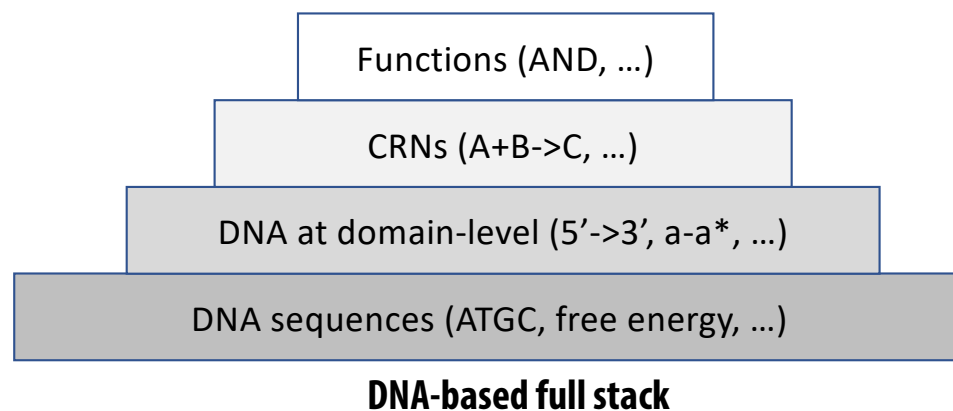 Functions (AND, …)
CRNs (A+B->C, …)
DNA at domain-level (5’->3’, a-a*, …)
DNA sequences (ATGC, free energy, …)
DNA-based full stack